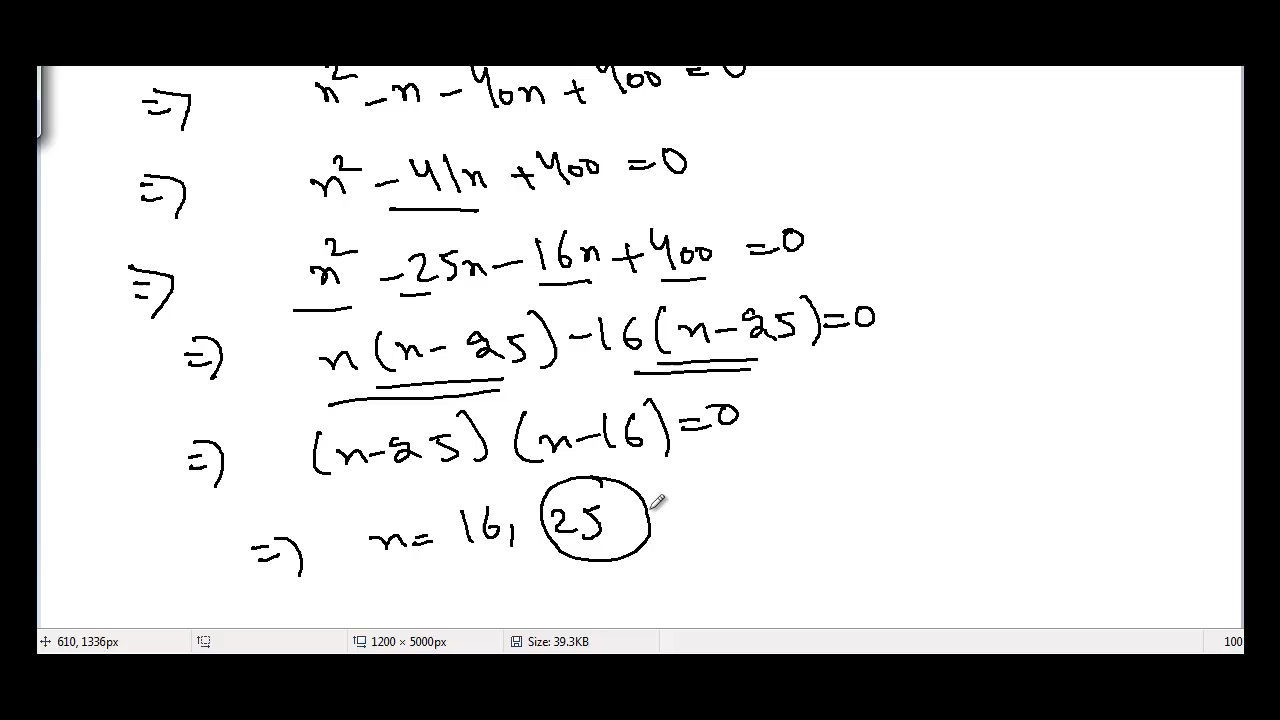 ⇒ n² - n - 40n + 400 = 0
⇒ n² - 41n + 400 = 0
⇒ n² - 25n - 16n + 400 = 0
⇒ n (n - 25) - 16 (n - 25) = 0
⇒ (n - 25) (n - 16) = 0
⇒ n = 16, 25
610, 1336px 1200 × 5000px Size: 39.3KB 100